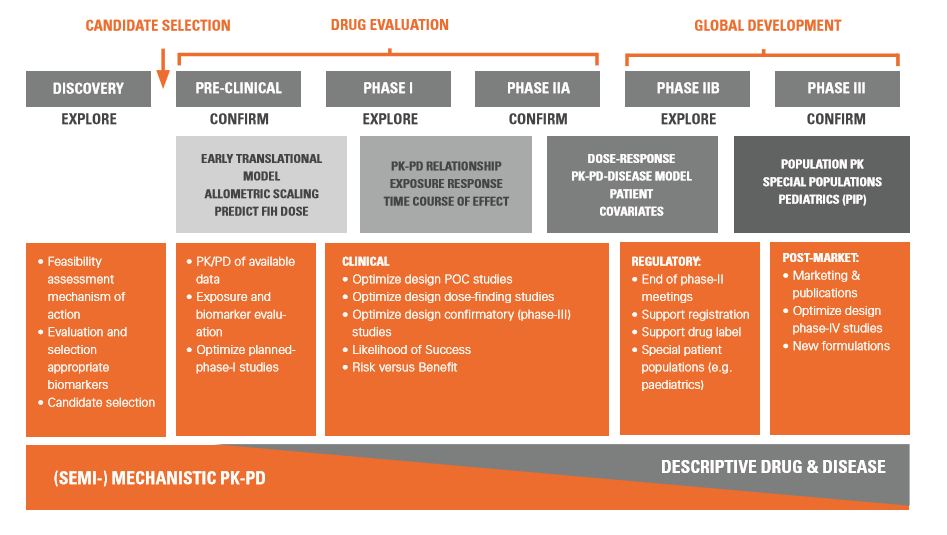 CANDIDATE SELECTION
DRUG EVALUATION
GLOBAL DEVELOPMENT
DISCOVERY
PRE-CLINICAL
PHASE I
PHASE IIA
PHASE IIB
PHASE III
EXPLORE
CONFIRM
EXPLORE
CONFIRM
EXPLORE
CONFIRM
EARLY TRANSLATIONAL
MODEL
ALLOMETRIC SCALING
PREDICT FIH DOSE
PK-PD RELATIONSHIP
EXPOSURE RESPONSE
TIME COURSE OF EFFECT
DOSE-RESPONSE
PK-PD-DISEASE MODEL
PATIENT
COVARIATES
POPULATION PK
SPECIAL POPULATIONS
PEDIATRICS (PIP)
• Feasibility
assessment
mechanism of
action
• Evaluation and
selection
appropriate
biomarkers
• Candidate selection
• PK/PD of available
data
• Exposure and
biomarker evalu-
ation
• Optimize planned-
phase-I studies
CLINICAL
• Optimize design POC studies
• Optimize design dose-finding studies
• Optimize design confirmatory (phase-III)
studies
• Likelihood of Success
• Risk versus Benefit
REGULATORY:
• End of phase-II
meetings
• Support registration
• Support drug label
• Special patient
populations (e.g.
paediatrics)
POST-MARKET:
• Marketing &
publications
• Optimize design
phase-IV studies
• New formulations
(SEMI-) MECHANISTIC PK-PD
DESCRIPTIVE DRUG & DISEASE